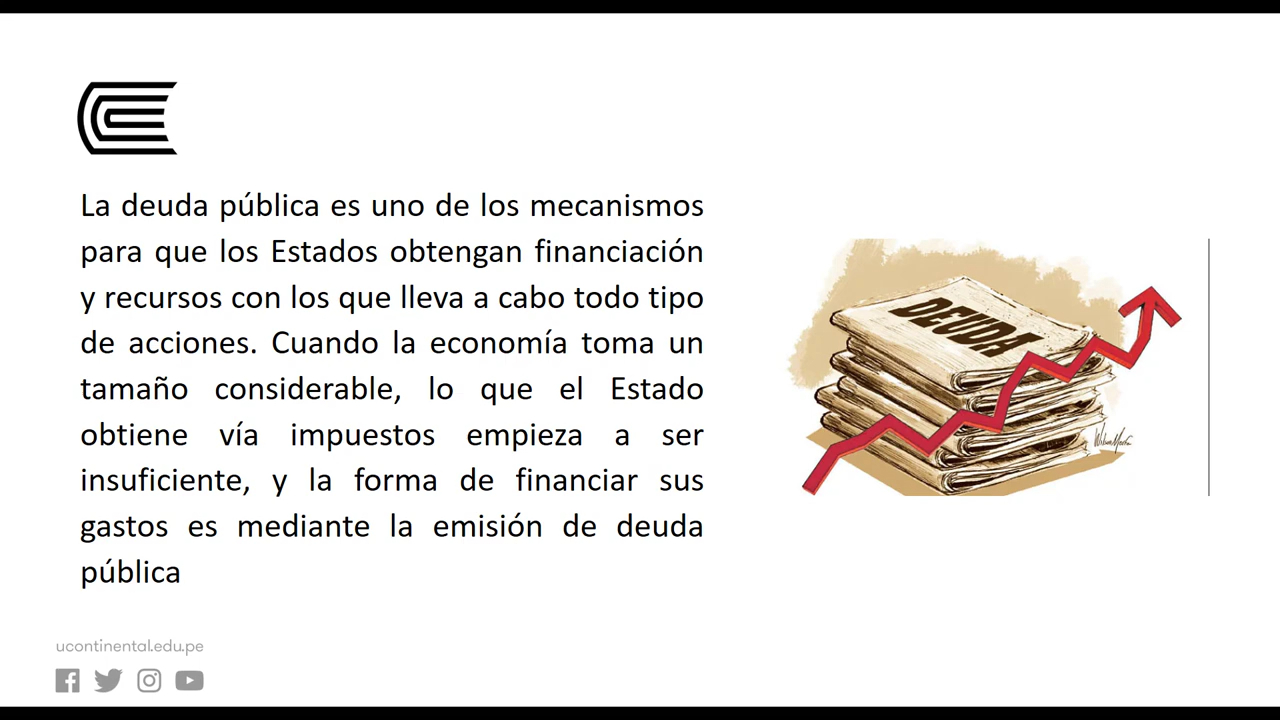 La deuda pública es uno de los mecanismos
para que los Estados obtengan financiación
y recursos con los que lleva a cabo todo tipo
de acciones. Cuando la economía toma un
tamaño considerable, lo que el Estado
obtiene vía impuestos empieza a ser
insuficiente, y la forma de financiar sus
gastos es mediante la emisión de deuda
pública
DEUDA
ucontinental.edu.pe